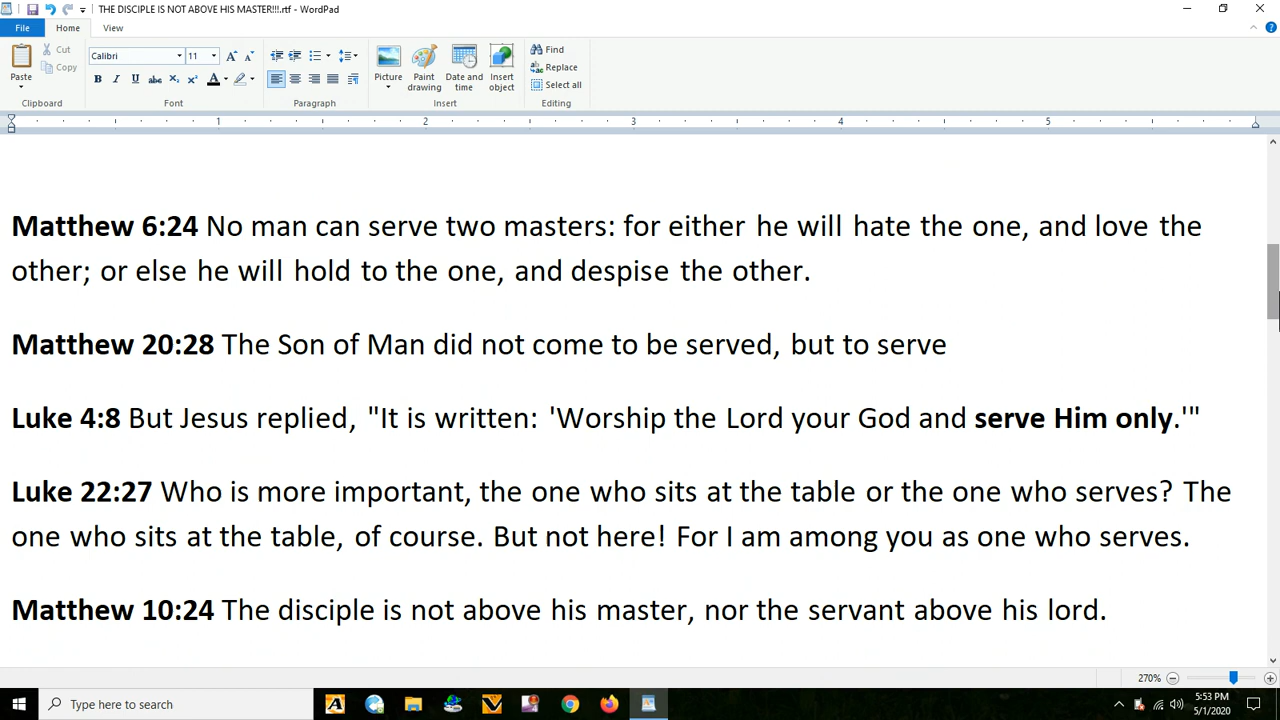 THE DISCIPLE IS NOT ABOVE HIS MASTER!!!.rtf - WordPad
File Home View
Paste
Cut
Copy
Clipboard
Calibri 11
B I U abc X₂ X² A
Font
Paragraph
Picture
Paint drawing
Date and time
Insert object
Insert
Find
Replace
Select all
Editing
1 2 3 4 5
Matthew 6:24 No man can serve two masters: for either he will hate the one, and love the
other; or else he will hold to the one, and despise the other.
Matthew 20:28 The Son of Man did not come to be served, but to serve
Luke 4:8 But Jesus replied, "It is written: 'Worship the Lord your God and serve Him only.'"
Luke 22:27 Who is more important, the one who sits at the table or the one who serves? The
one who sits at the table, of course. But not here! For I am among you as one who serves.
Matthew 10:24 The disciple is not above his master, nor the servant above his lord.
270%
Type here to search
5:53 PM
5/1/2020